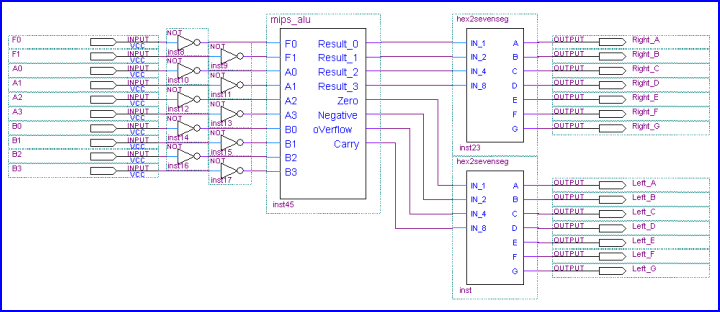 mips_alu
hex2sevenseg
F0 INPUT VCC NOT inst8 F0 Result_0 IN_1 A OUTPUT Right_A
F1 INPUT VCC NOT inst9 F1 Result_1 IN_2 B OUTPUT Right_B
A0 INPUT VCC NOT inst10 A0 Result_2 IN_4 C OUTPUT Right_C
A1 INPUT VCC NOT inst11 A1 Result_3 IN_8 D OUTPUT Right_D
A2 INPUT VCC NOT inst12 A2 Zero E OUTPUT Right_E
A3 INPUT VCC NOT inst13 A3 Negative F OUTPUT Right_F
B0 INPUT VCC NOT inst14 B0 oVerflow G OUTPUT Right_G
B1 INPUT VCC NOT inst15 B1 Carry inst23
B2 INPUT VCC NOT inst16 B2 hex2sevenseg
B3 INPUT VCC NOT inst17 B3
inst45
IN_1 A OUTPUT Left_A
IN_2 B OUTPUT Left_B
IN_4 C OUTPUT Left_C
IN_8 D OUTPUT Left_D
E OUTPUT Left_E
F OUTPUT Left_F
G OUTPUT Left_G
inst